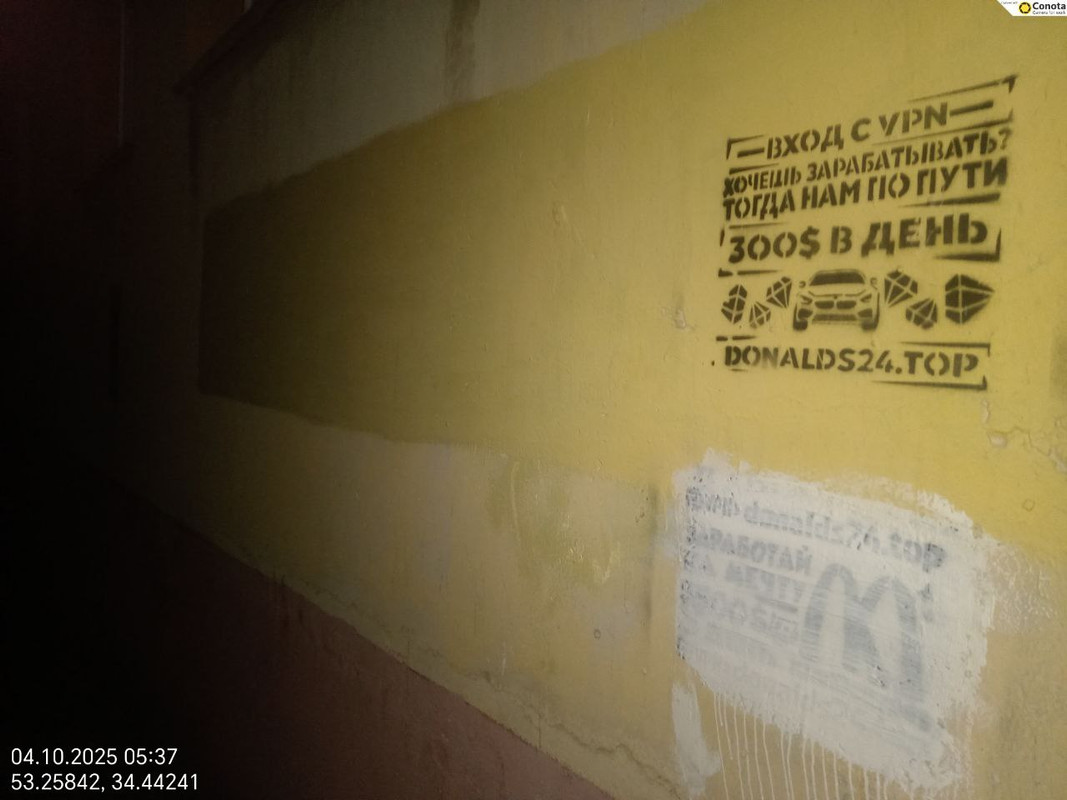 Conota
ВХОД С VPN
ХОЧЕШЬ ЗАРАБАТЫВАТЬ?
ТОГДА НАМ ПО ПУТИ
300$ В ДЕНЬ
DONALDS24.TOP
ЗАРАБОТАЙ
04.10.2025 05:37
53.25842, 34.44241